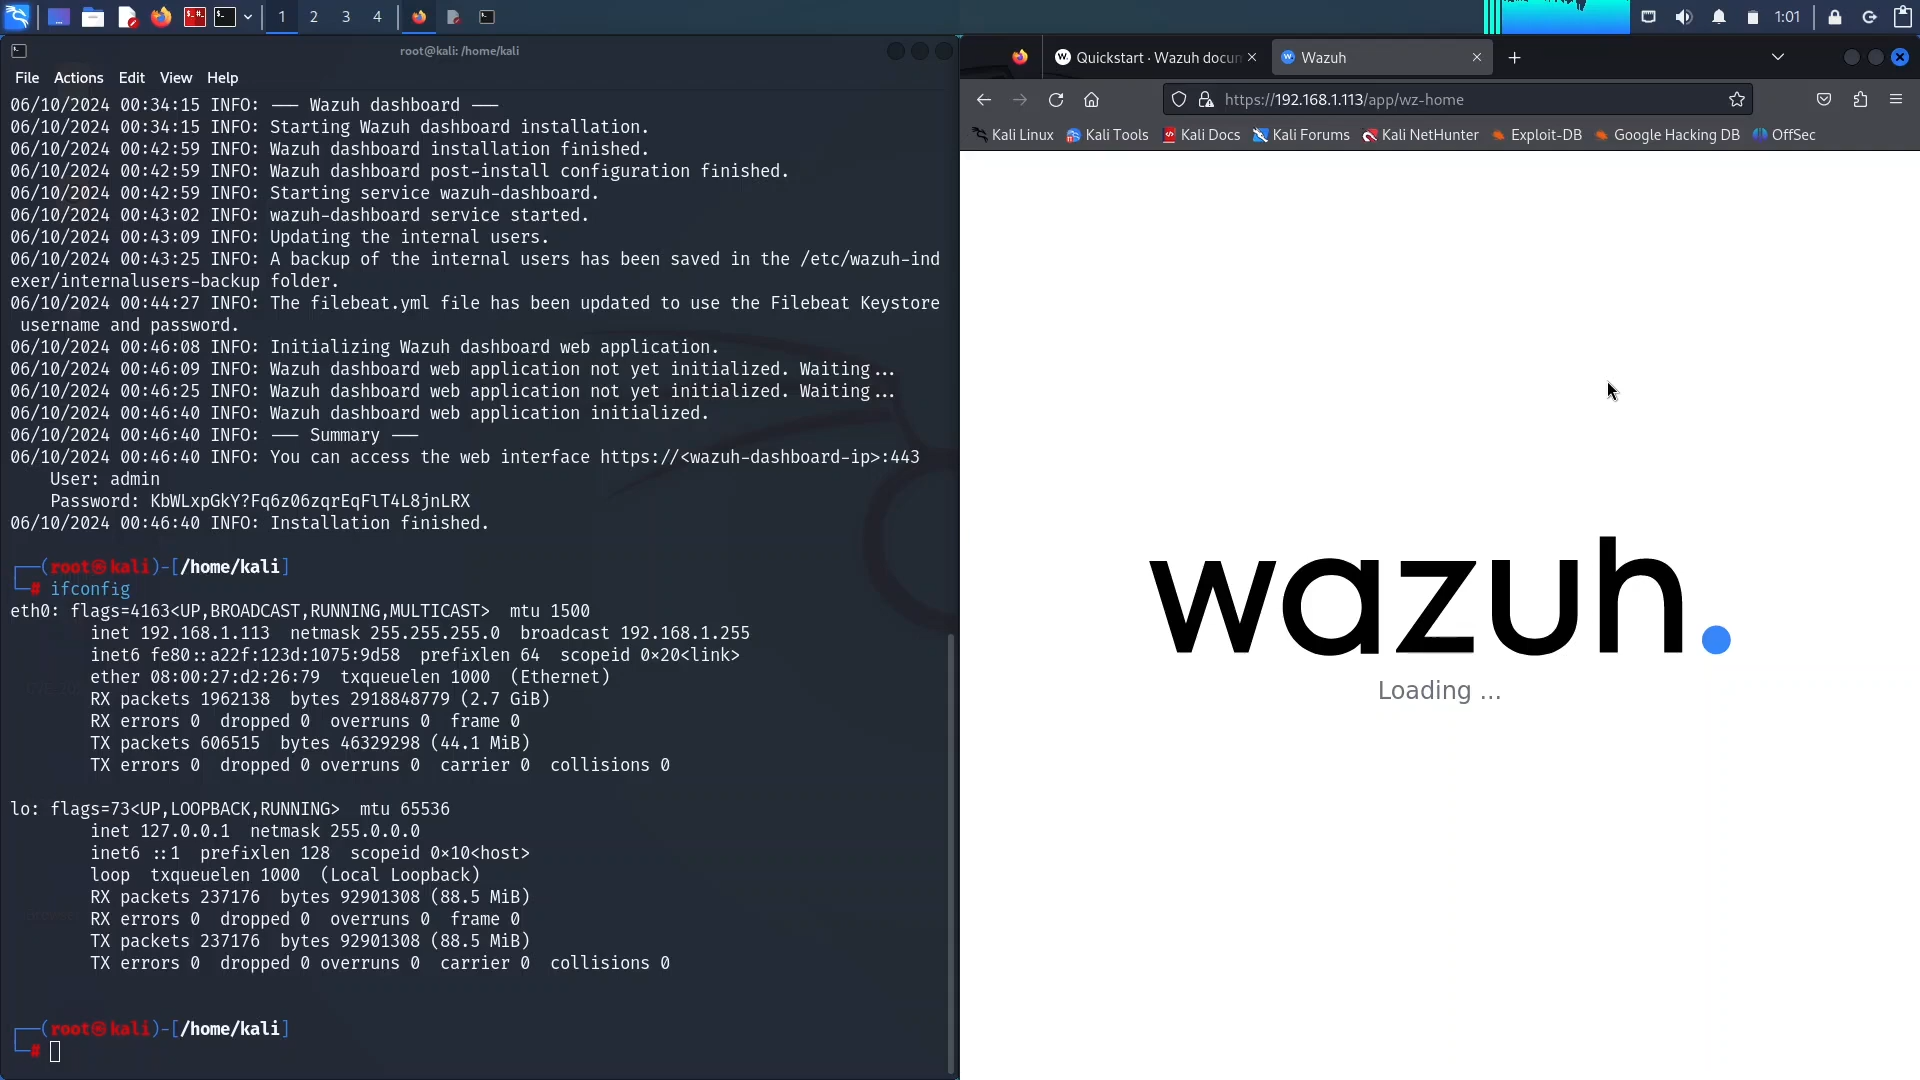 1 2 3 4
1:01
root@kali: /home/kali
File Actions Edit View Help
06/10/2024 00:34:15 INFO: —— Wazuh dashboard ——
06/10/2024 00:34:15 INFO: Starting Wazuh dashboard installation.
06/10/2024 00:42:59 INFO: Wazuh dashboard installation finished.
06/10/2024 00:42:59 INFO: Wazuh dashboard post-install configuration finished.
06/10/2024 00:42:59 INFO: Starting service wazuh-dashboard.
06/10/2024 00:43:02 INFO: wazuh-dashboard service started.
06/10/2024 00:43:09 INFO: Updating the internal users.
06/10/2024 00:43:25 INFO: A backup of the internal users has been saved in the /etc/wazuh-ind
exer/internalusers-backup folder.
06/10/2024 00:44:27 INFO: The filebeat.yml file has been updated to use the Filebeat Keystore
username and password.
06/10/2024 00:46:08 INFO: Initializing Wazuh dashboard web application.
06/10/2024 00:46:09 INFO: Wazuh dashboard web application not yet initialized. Waiting...
06/10/2024 00:46:25 INFO: Wazuh dashboard web application not yet initialized. Waiting...
06/10/2024 00:46:40 INFO: Wazuh dashboard web application initialized.
06/10/2024 00:46:40 INFO: —— Summary ——
06/10/2024 00:46:40 INFO: You can access the web interface https://<wazuh-dashboard-ip>:443
User: admin
Password: KbWLxpGkY?Fq6z06zqrEqFlT4L8jnLRX
06/10/2024 00:46:40 INFO: Installation finished.
┌──(root㉿kali)-[/home/kali]
└─# ifconfig
eth0: flags=4163<UP,BROADCAST,RUNNING,MULTICAST> mtu 1500
inet 192.168.1.113 netmask 255.255.255.0 broadcast 192.168.1.255
inet6 fe80::a22f:123d:1075:9d58 prefixlen 64 scopeid 0×20<link>
ether 08:00:27:d2:26:79 txqueuelen 1000 (Ethernet)
RX packets 1962138 bytes 2918848779 (2.7 GiB)
RX errors 0 dropped 0 overruns 0 frame 0
TX packets 606515 bytes 46329298 (44.1 MiB)
TX errors 0 dropped 0 overruns 0 carrier 0 collisions 0
lo: flags=73<UP,LOOPBACK,RUNNING> mtu 65536
inet 127.0.0.1 netmask 255.0.0.0
inet6 ::1 prefixlen 128 scopeid 0×10<host>
loop txqueuelen 1000 (Local Loopback)
RX packets 237176 bytes 92901308 (88.5 MiB)
RX errors 0 dropped 0 overruns 0 frame 0
TX packets 237176 bytes 92901308 (88.5 MiB)
TX errors 0 dropped 0 overruns 0 carrier 0 collisions 0
┌──(root㉿kali)-[/home/kali]
└─#
Quickstart · Wazuh docun
Wazuh
https://192.168.1.113/app/wz-home
Kali Linux Kali Tools Kali Docs Kali Forums Kali NetHunter Exploit-DB Google Hacking DB OffSec
wazuh.
Loading ...